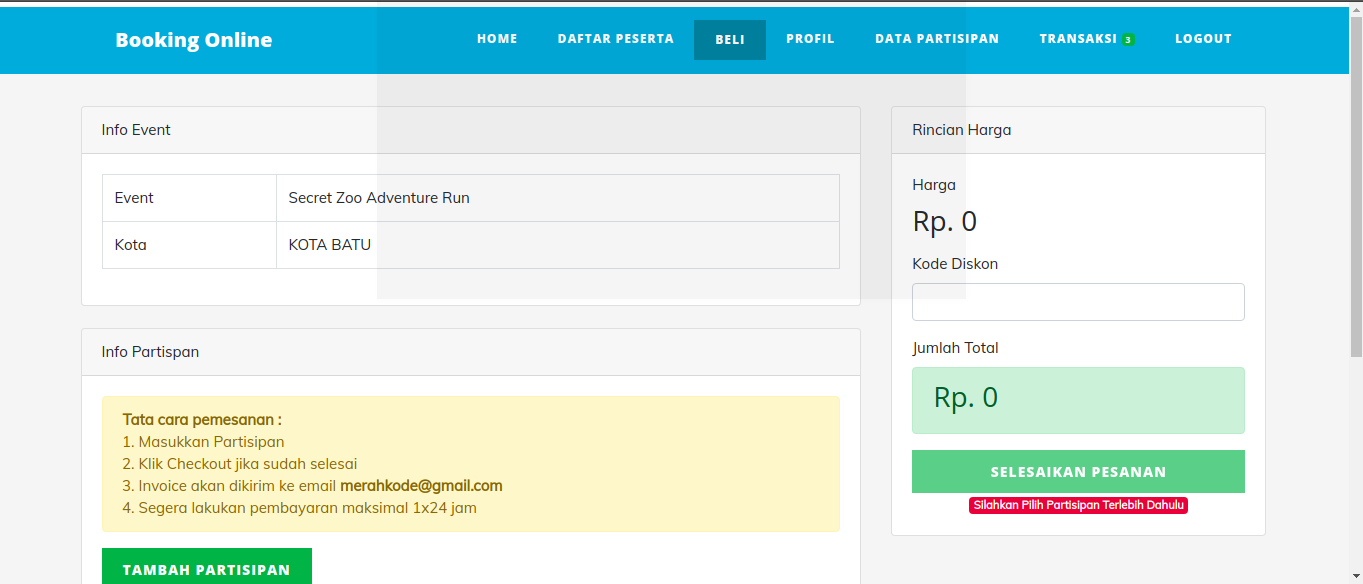 Booking Online
HOME DAFTAR PESERTA BELI PROFIL DATA PARTISIPAN TRANSAKSI 3 LOGOUT
Info Event
Event Secret Zoo Adventure Run
Kota KOTA BATU
Info Partispan
Tata cara pemesanan :
1. Masukkan Partisipan
2. Klik Checkout jika sudah selesai
3. Invoice akan dikirim ke email merahkode@gmail.com
4. Segera lakukan pembayaran maksimal 1x24 jam
TAMBAH PARTISIPAN
Rincian Harga
Harga
Rp. 0
Kode Diskon
Jumlah Total
Rp. 0
SELESAIKAN PESANAN
Silahkan Pilih Partisipan Terlebih Dahulu